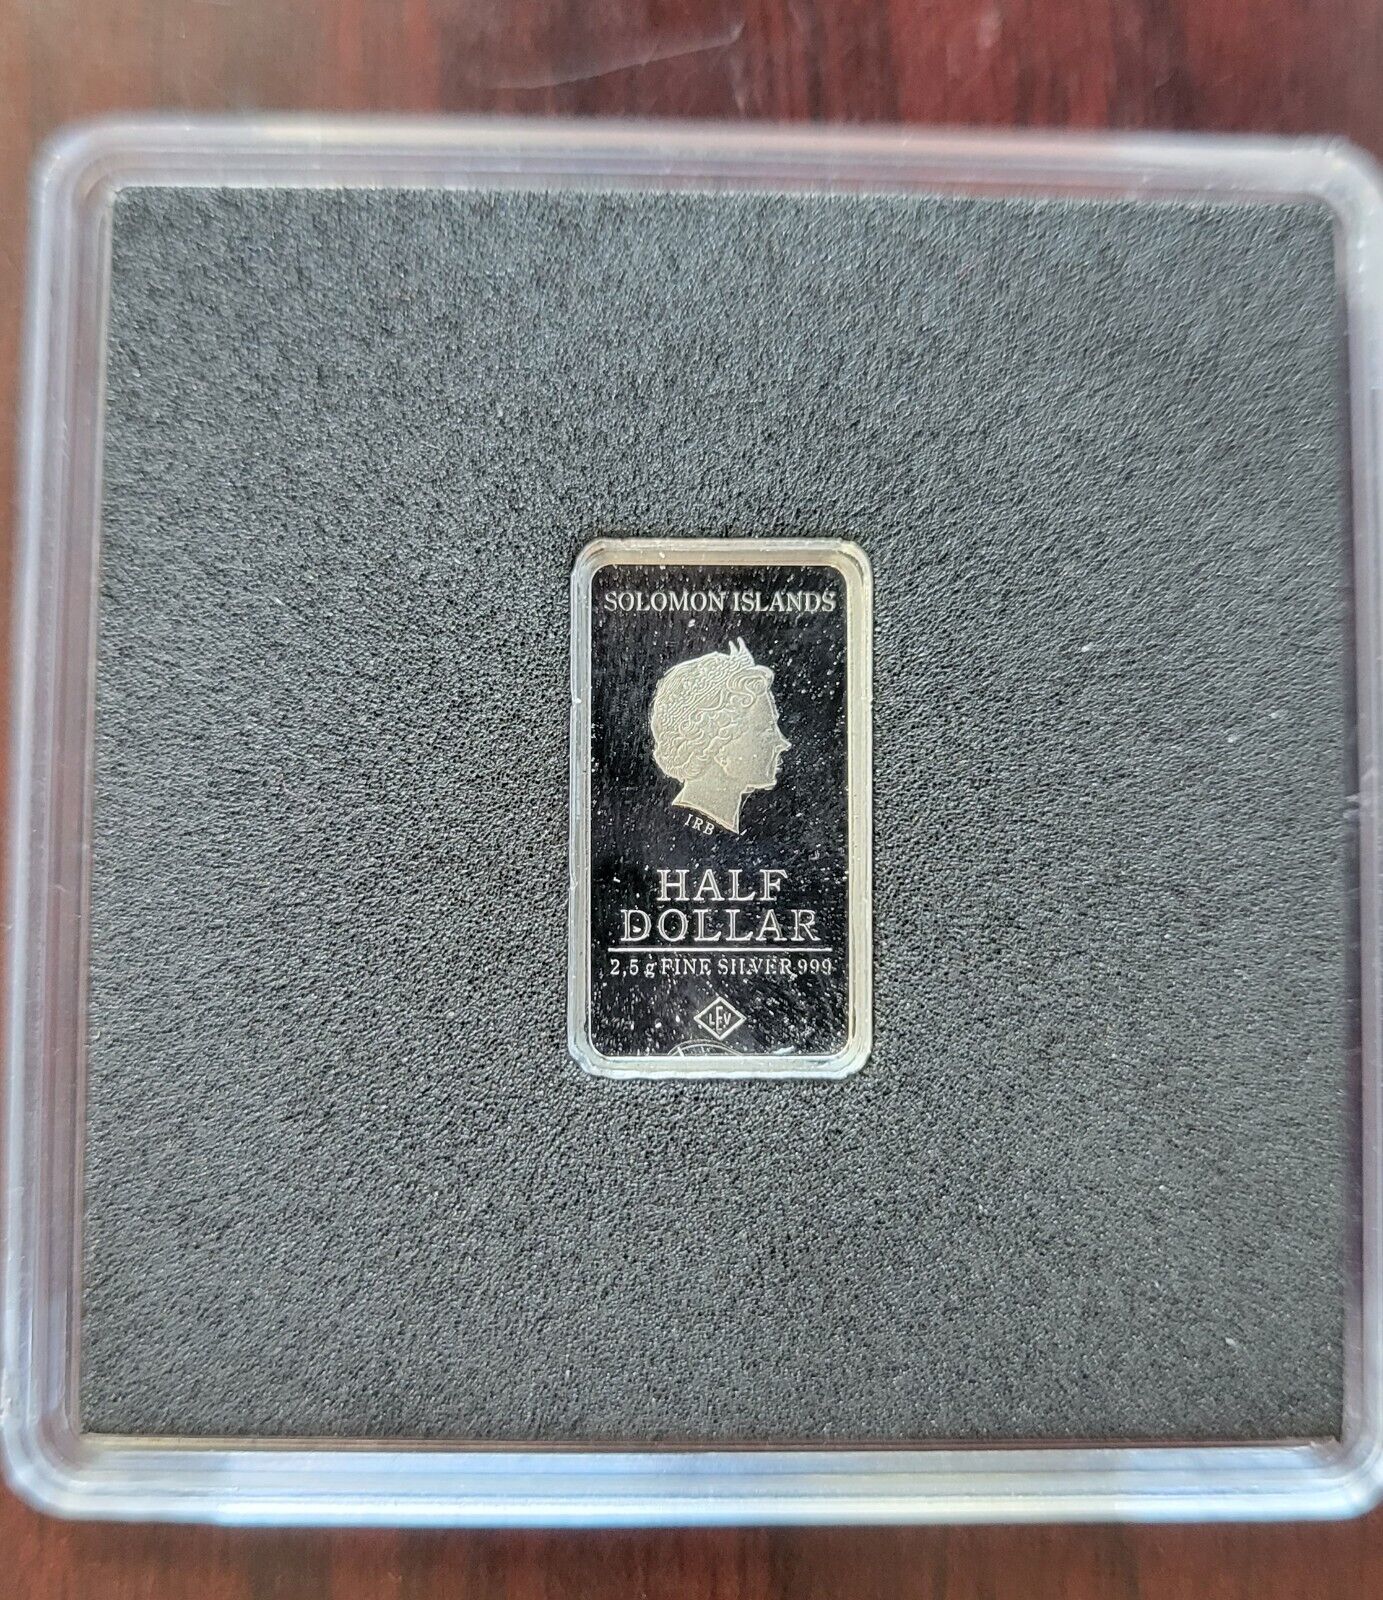 SOLOMON ISLANDS
IRB
HALF
DOLLAR
2,5 g FINE SILVER 999
LEV